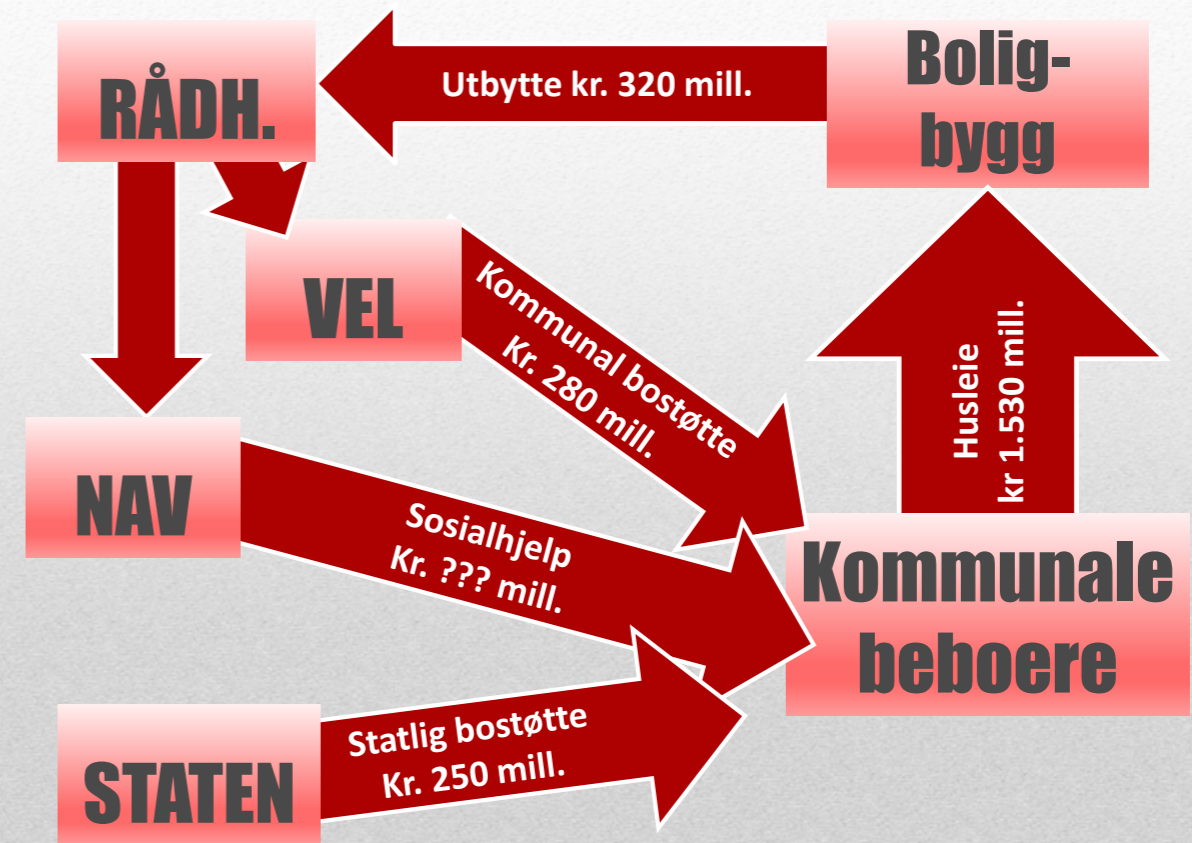 RÅDH.
Utbytte kr. 320 mill.
Bolig-
bygg
VEL
Kommunal bostøtte
Kr. 280 mill.
Husleie
kr 1.530 mill.
NAV
Sosialhjelp
Kr. ??? mill.
Kommunale
beboere
STATEN
Statlig bostøtte
Kr. 250 mill.